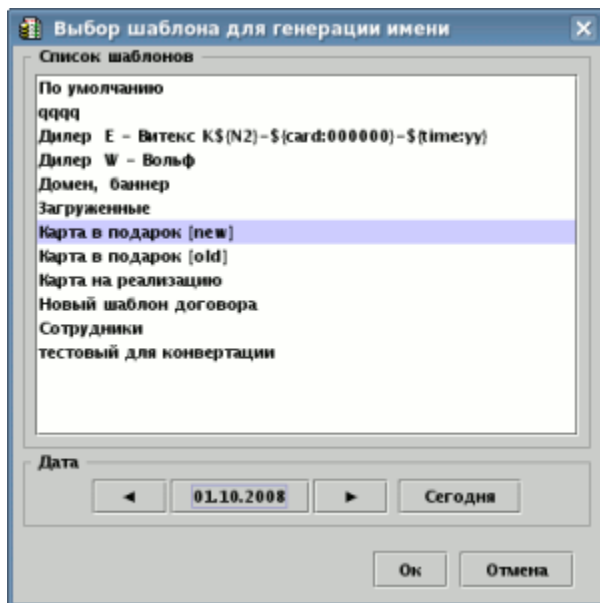 Выбор шаблона для генерации имени
Список шаблонов
По умолчанию
qqqq
Дилер E - Витекс K${N2}-${card:000000}-${time:yy}
Дилер W - Вольф
Домен, баннер
Загруженные
Карта в подарок [new]
Карта в подарок [old]
Карта на реализацию
Новый шаблон договора
Сотрудники
тестовый для конвертации
Дата
01.10.2008 Сегодня
Ок Отмена